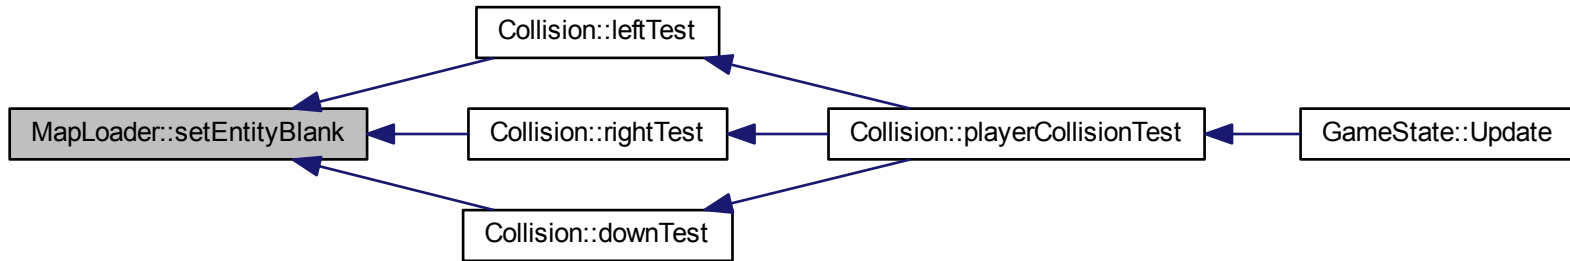 Collision::leftTest
MapLoader::setEntityBlank
Collision::rightTest
Collision::playerCollisionTest
GameState::Update
Collision::downTest